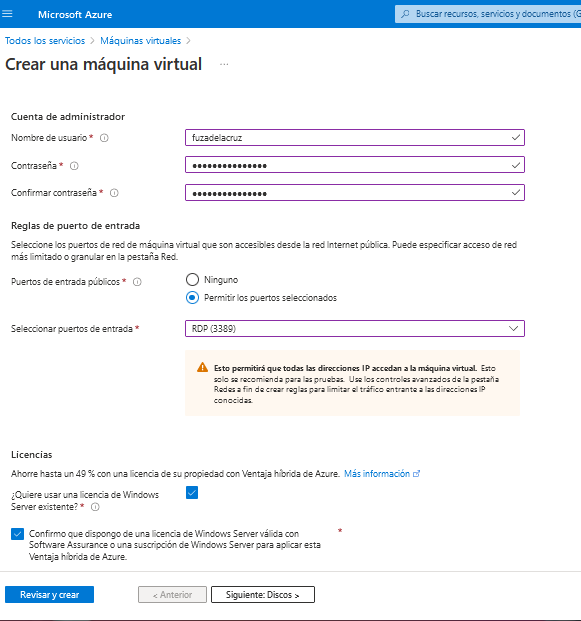 Microsoft Azure
Buscar recursos, servicios y documentos (G
Todos los servicios > Máquinas virtuales >
Crear una máquina virtual ...
Cuenta de administrador
Nombre de usuario *
fuzadelacruz
Contraseña *
•••••••••••••••
Confirmar contraseña *
•••••••••••••••
Reglas de puerto de entrada
Seleccione los puertos de red de máquina virtual que son accesibles desde la red Internet pública. Puede especificar acceso de red
más limitado o granular en la pestaña Red.
Puertos de entrada públicos *
Ninguno
Permitir los puertos seleccionados
Seleccionar puertos de entrada *
RDP (3389)
Esto permitirá que todas las direcciones IP accedan a la máquina virtual. Esto
solo se recomienda para las pruebas. Use los controles avanzados de la pestaña
Redes a fin de crear reglas para limitar el tráfico entrante a las direcciones IP
conocidas.
Licencias
Ahorre hasta un 49 % con una licencia de su propiedad con Ventaja híbrida de Azure. Más información
¿Quiere usar una licencia de Windows
Server existente? *
Confirmo que dispongo de una licencia de Windows Server válida con *
Software Assurance o una suscripción de Windows Server para aplicar esta
Ventaja híbrida de Azure.
Revisar y crear
< Anterior
Siguiente: Discos >